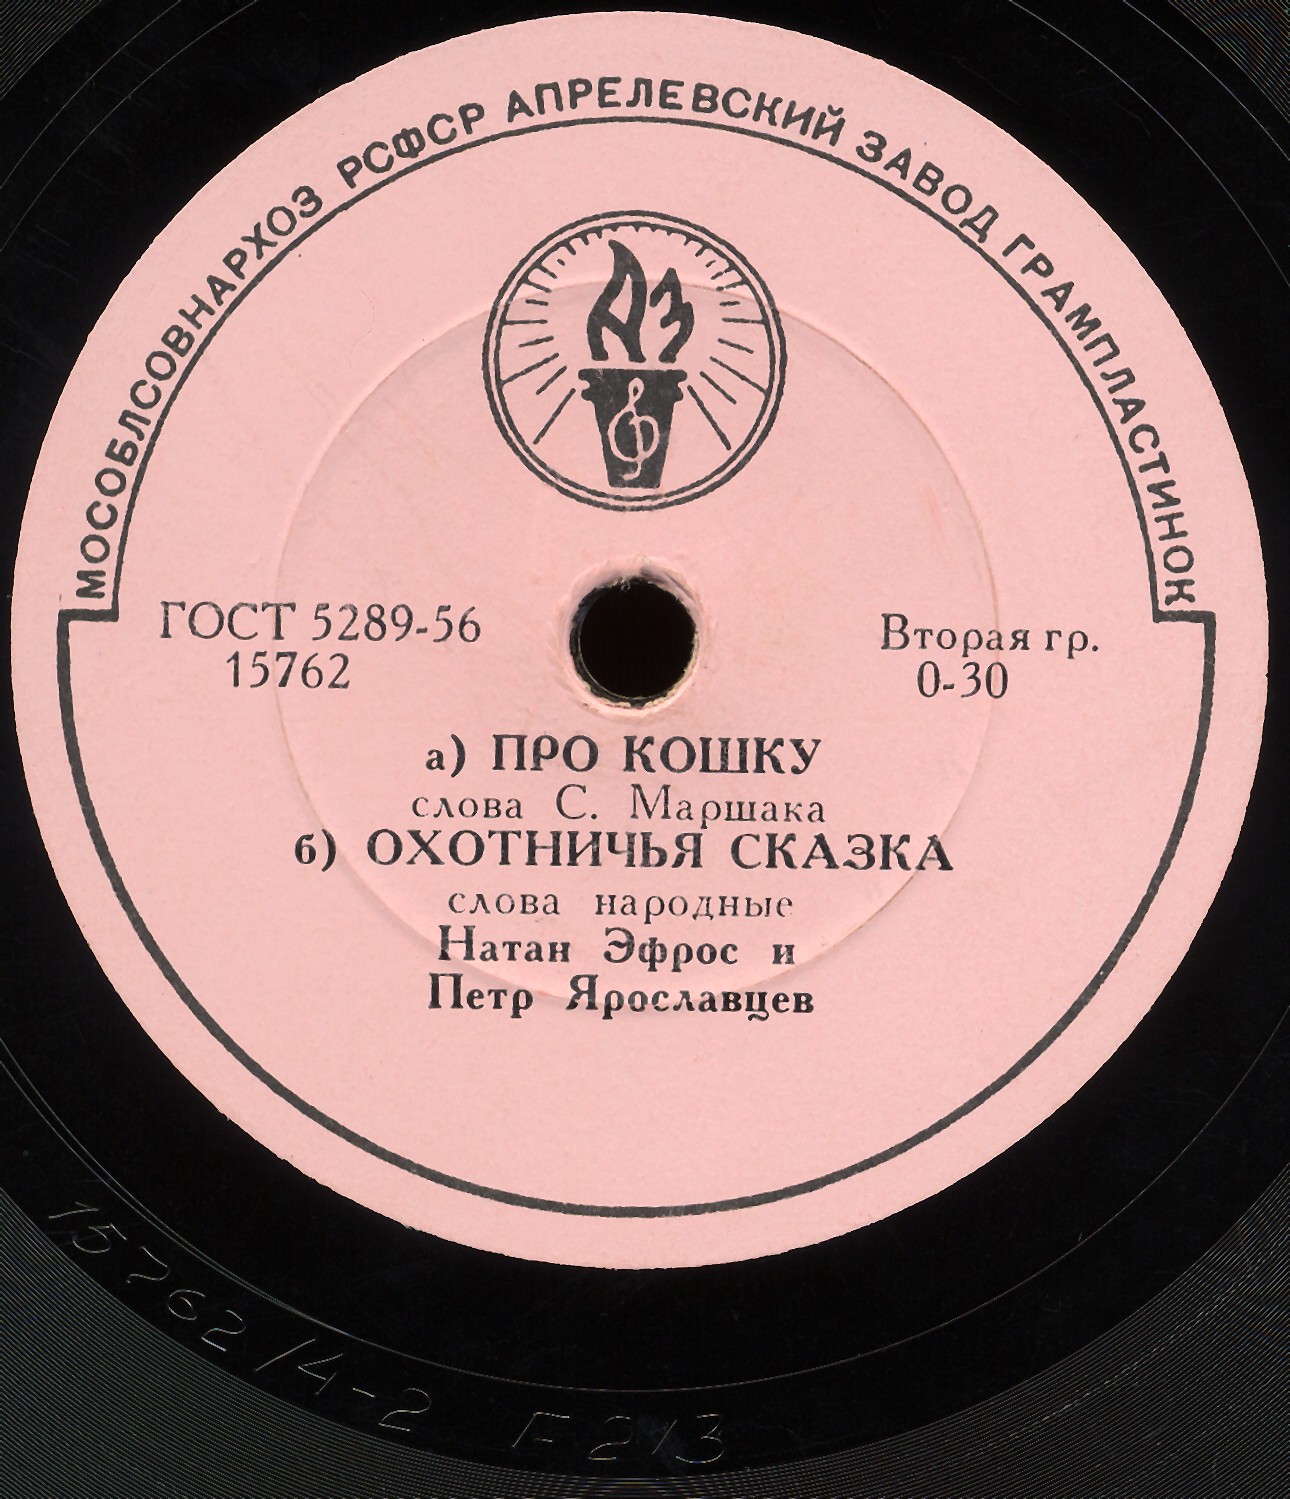 МОСОБЛСОВНАРХОЗ РСФСР АПРЕЛЕВСКИЙ ЗАВОД ГРАМПЛАСТИНОК
АЗ
ГОСТ 5289-56
15762
Вторая гр.
0-30
а) ПРО КОШКУ
слова С. Маршака
б) ОХОТНИЧЬЯ СКАЗКА
слова народные
Натан Эфрос и
Петр Ярославцев
15762/4-2 F 2/3